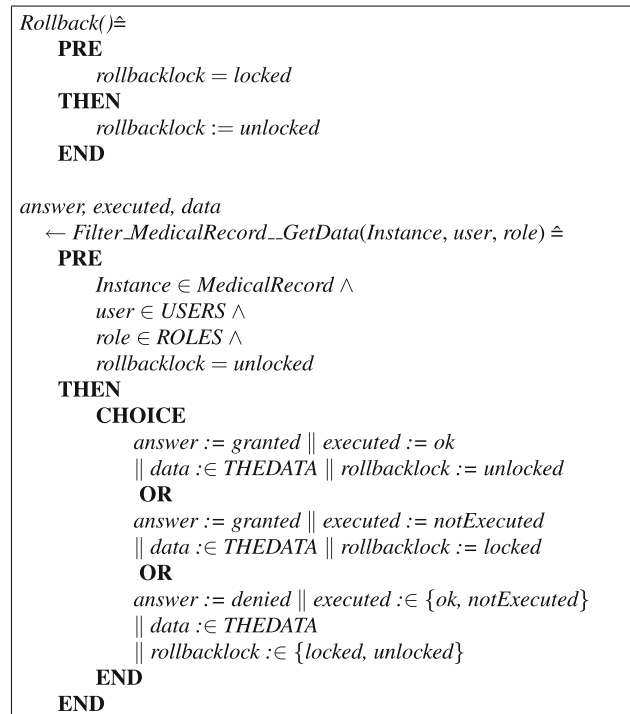 Rollback()≙
PRE
rollbacklock = locked
THEN
rollbacklock := unlocked
END
answer, executed, data
← Filter_MedicalRecord__GetData(Instance, user, role) ≙
PRE
Instance ∈ MedicalRecord ∧
user ∈ USERS ∧
role ∈ ROLES ∧
rollbacklock = unlocked
THEN
CHOICE
answer := granted ∥ executed := ok
∥ data :∈ THEDATA ∥ rollbacklock := unlocked
OR
answer := granted ∥ executed := notExecuted
∥ data :∈ THEDATA ∥ rollbacklock := locked
OR
answer := denied ∥ executed :∈ {ok, notExecuted}
∥ data :∈ THEDATA
∥ rollbacklock :∈ {locked, unlocked}
END
END